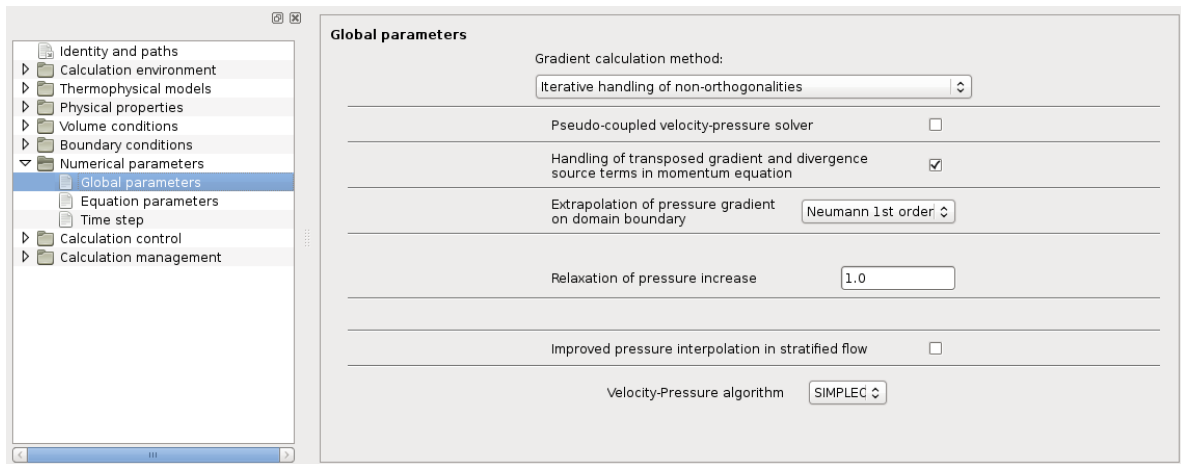 Identity and paths
Calculation environment
Thermophysical models
Physical properties
Volume conditions
Boundary conditions
Numerical parameters
Global parameters
Equation parameters
Time step
Calculation control
Calculation management
Global parameters
Gradient calculation method:
Iterative handling of non-orthogonalities
Pseudo-coupled velocity-pressure solver
Handling of transposed gradient and divergence
source terms in momentum equation
Extrapolation of pressure gradient
on domain boundary
Neumann 1st order
Relaxation of pressure increase
1.0
Improved pressure interpolation in stratified flow
Velocity-Pressure algorithm
SIMPLEC